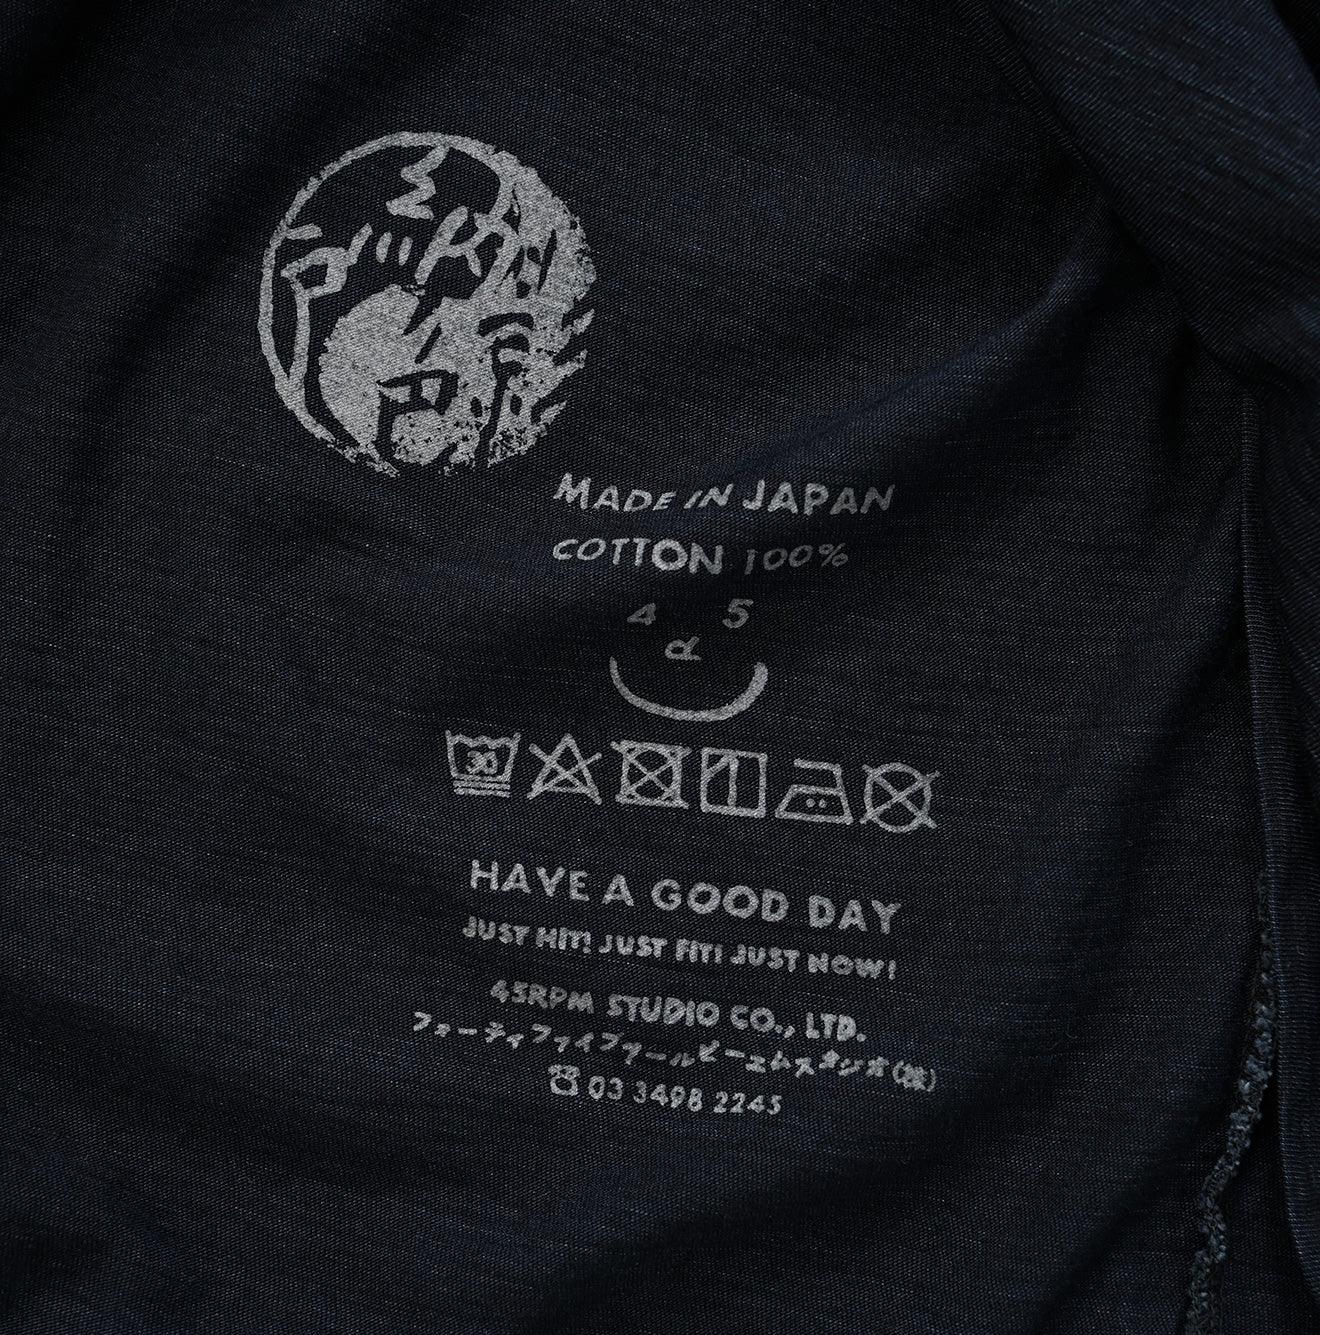 MADE IN JAPAN
COTTON 100%
4 5
R
30
HAVE A GOOD DAY
JUST HIT! JUST FIT! JUST NOW!
45RPM STUDIO CO., LTD.
フォーティファイブアールピーエムスタジオ(株)
☎ 03 3498 2245